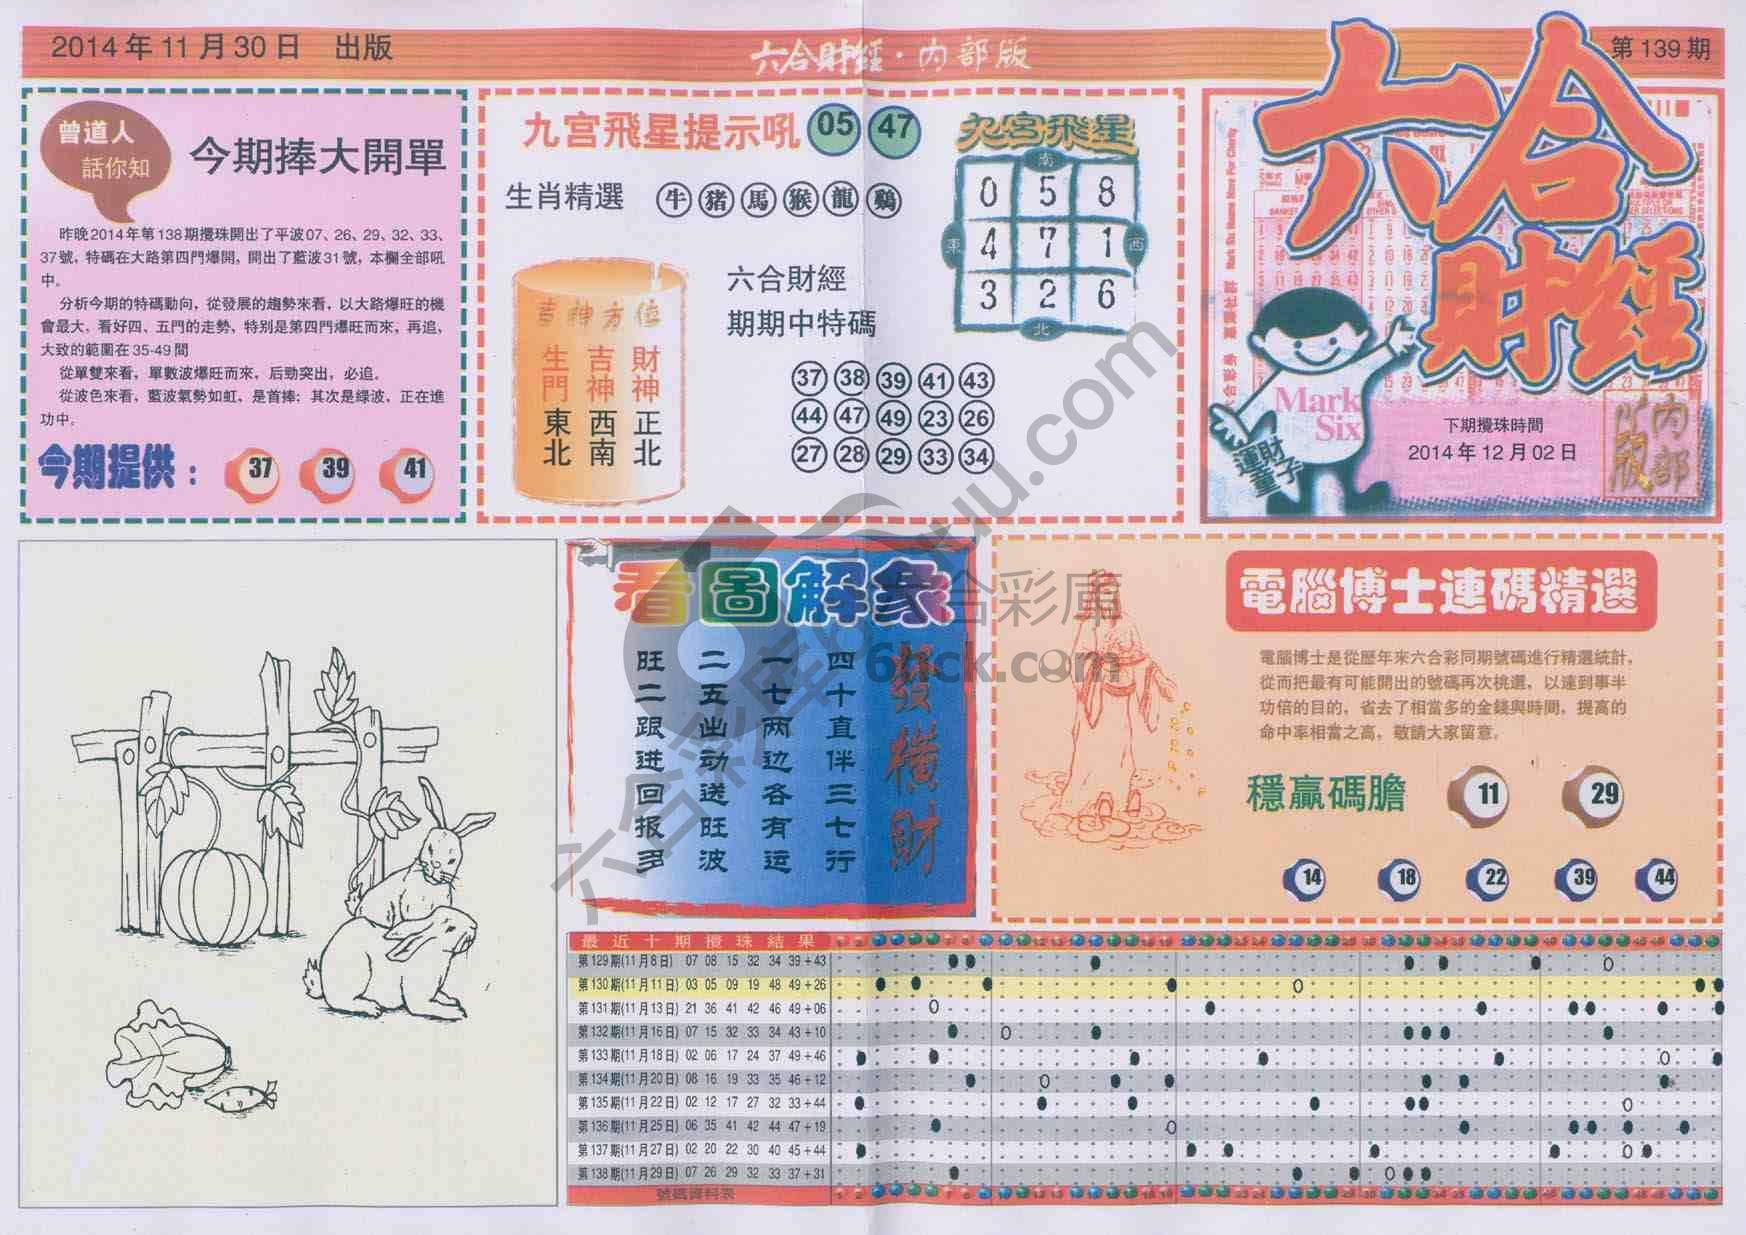 2014 年 11 月 30 日　出版
六合財經·內部版
第 139 期
六合財經
曾道人
話你知
今期捧大開單
昨晚2014年第138期攪珠開出了平波07、26、29、32、33、
37號，特碼在大路第四門爆開，開出了藍波31號，本欄全部吼
中。
分析今期的特碼動向，從發展的趨勢來看，以大路爆旺的機
會最大，看好四、五門的走勢，特别是第四門爆旺而來，再追，
大致的範圍在35-49間
從單雙來看，單數波爆旺而來，后勁突出，必追。
從波色來看，藍波氣勢如虹，是首捧；其次是绿波，正在進
功中。
今期提供：
37 39 41
九宫飛星提示吼 05 47
生肖精選 牛 猪 馬 猴 龍 鷄
吉神方位
生門 東北
吉神 西南
財神 正北
六合財經
期期中特碼
37 38 39 41 43
44 47 49 23 26
27 28 29 33 34
九宮飛星
南
0 5 8
東 4 7 1 西
3 2 6
北
Mark Six
運財童子
下期攪珠時間
2014 年 12 月 02 日
內部版
看圖解象
發橫財
四十直伴三七行
一七两边各有运
二五出动送旺波
旺二跟进回报多
電腦博士連碼精選
電腦博士是從歷年來六合彩同期號碼進行精選統計，
從而把最有可能開出的號碼再次桃選，以達到事半
功倍的目的，省去了相當多的金錢與時間，提高的
命中率相當之高，敬請大家留意。
穩贏碼膽 11 29
14 18 22 39 44
最近十期攪珠結果
第129期(11月8日) 07 08 15 32 34 39+43
第130期(11月11日) 03 05 09 19 48 49+26
第131期(11月13日) 21 36 41 42 46 49+06
第132期(11月16日) 07 15 32 33 34 43+10
第133期(11月18日) 02 06 17 24 37 49+46
第134期(11月20日) 08 16 19 33 35 46+12
第135期(11月22日) 02 12 17 27 32 33+44
第136期(11月25日) 06 35 41 42 44 47+19
第137期(11月27日) 02 20 22 30 40 45+44
第138期(11月29日) 07 26 29 32 33 37+31
號碼資料表
六合彩库
6hck.com